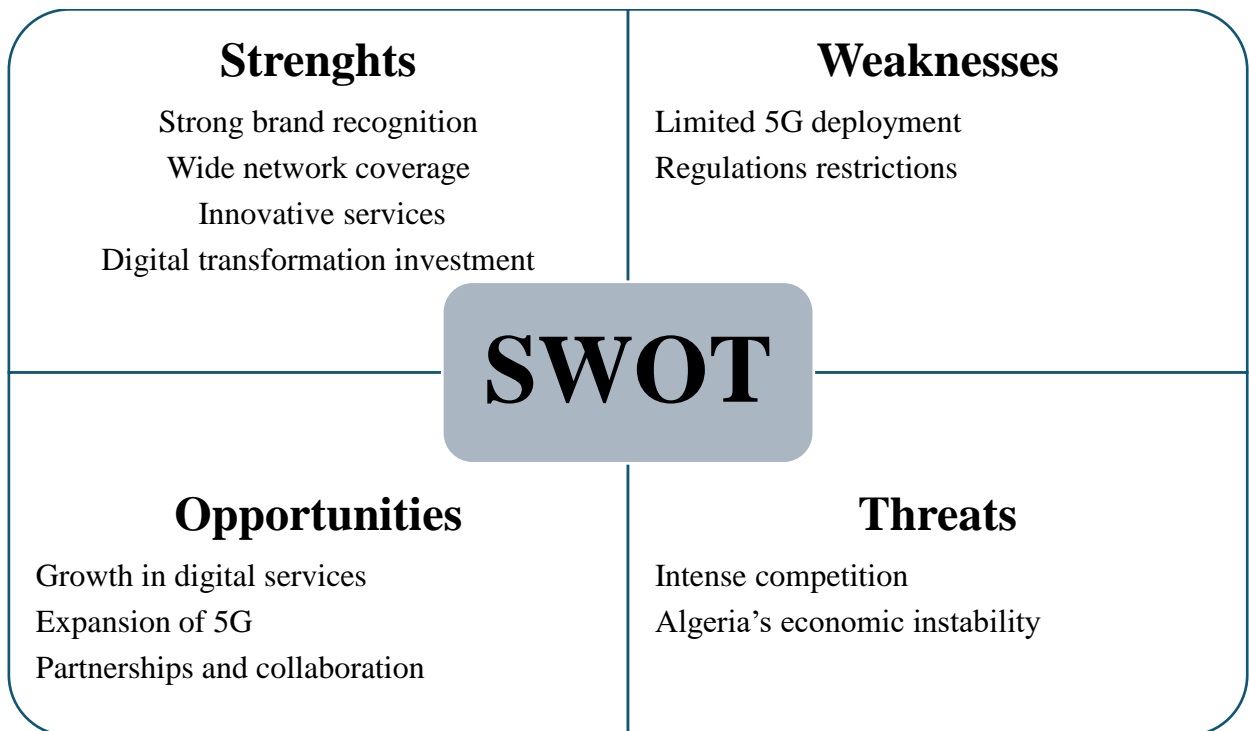 Strenghts
Strong brand recognition
Wide network coverage
Innovative services
Digital transformation investment
Weaknesses
Limited 5G deployment
Regulations restrictions
SWOT
Opportunities
Growth in digital services
Expansion of 5G
Partnerships and collaboration
Threats
Intense competition
Algeria’s economic instability